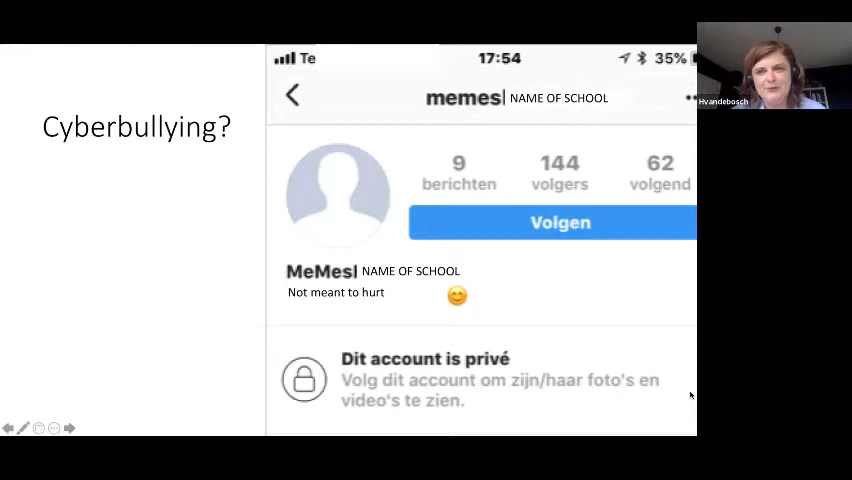 Te 17:54 35%
memes| NAME OF SCHOOL
Hvandebosch
Cyberbullying?
9 144 62
berichten volgers volgend
Volgen
MeMes| NAME OF SCHOOL
Not meant to hurt
Dit account is privé
Volg dit account om zijn/haar foto's en
video's te zien.